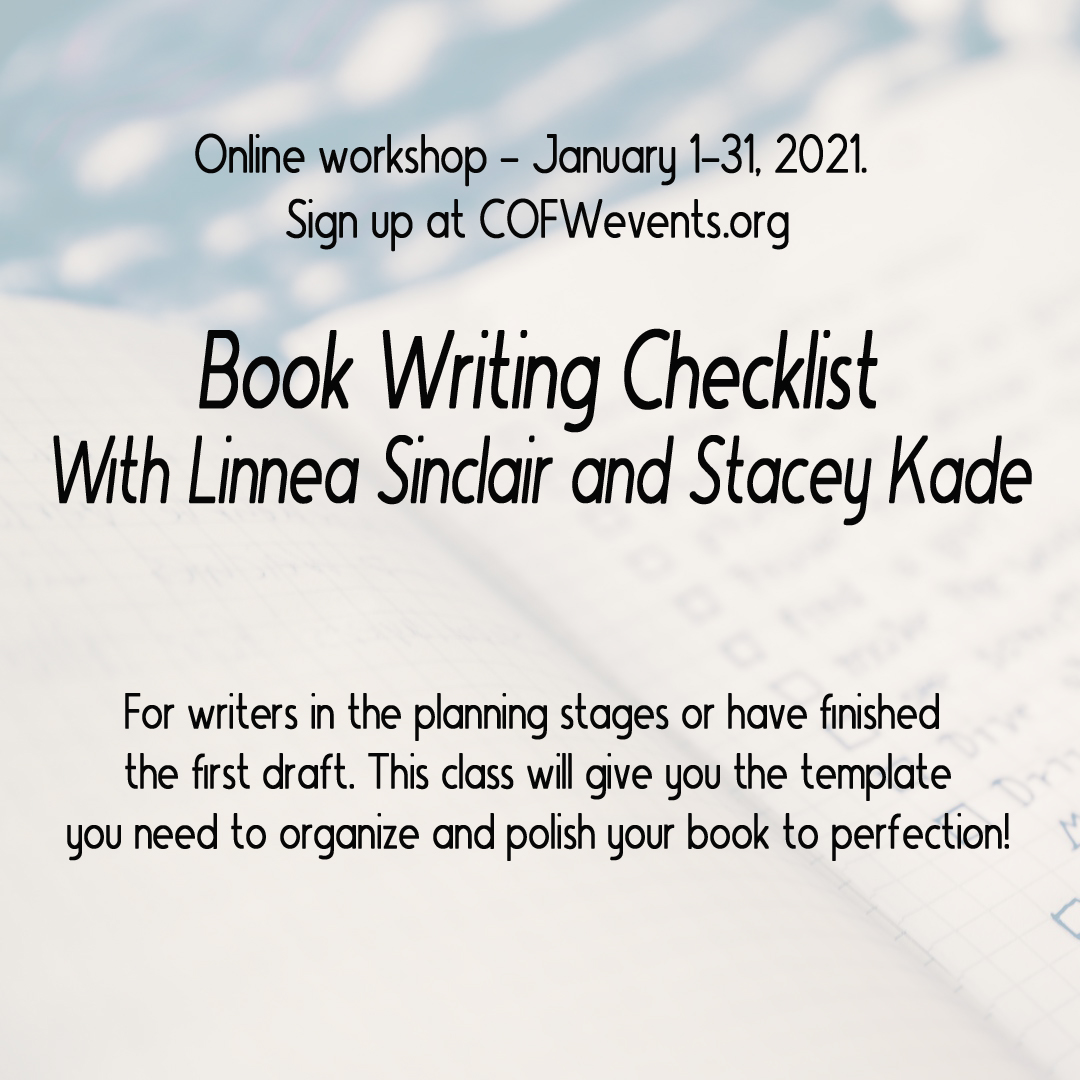 Online workshop - January 1-31, 2021.
Sign up at COFWevents.org
Book Writing Checklist
With Linnea Sinclair and Stacey Kade
For writers in the planning stages or have finished
the first draft. This class will give you the template
you need to organize and polish your book to perfection!
Drive